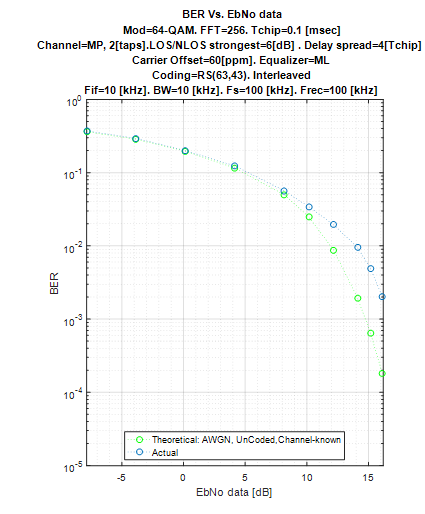 BER Vs. EbNo data
Mod=64-QAM. FFT=256. Tchip=0.1 [msec]
Channel=MP, 2[taps].LOS/NLOS strongest=6[dB] . Delay spread=4[Tchip]
Carrier Offset=60[ppm]. Equalizer=ML
Coding=RS(63,43). Interleaved
Fif=10 [kHz]. BW=10 [kHz]. Fs=100 [kHz]. Frec=100 [kHz]
10^0
10^-1
10^-2
10^-3
10^-4
10^-5
BER
Theoretical: AWGN, UnCoded,Channel-known
Actual
-5 0 5 10 15
EbNo data [dB]